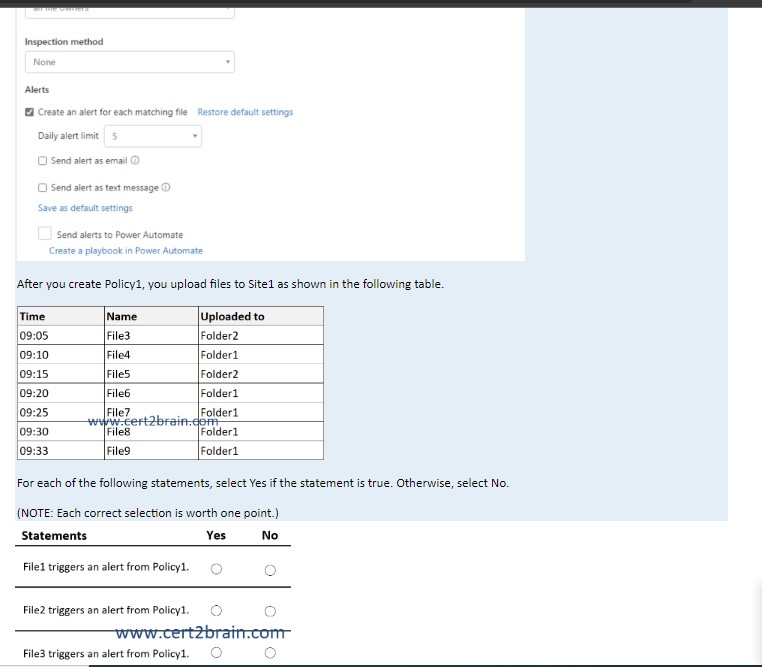 all file owners
Inspection method
None
Alerts
Create an alert for each matching file Restore default settings
Daily alert limit 5
Send alert as email
Send alert as text message
Save as default settings
Send alerts to Power Automate
Create a playbook in Power Automate
After you create Policy1, you upload files to Site1 as shown in the following table.
Time Name Uploaded to
09:05 File3 Folder2
09:10 File4 Folder1
09:15 File5 Folder2
09:20 File6 Folder1
09:25 File7 Folder1
www.cert2brain.com
09:30 File8 Folder1
09:33 File9 Folder1
For each of the following statements, select Yes if the statement is true. Otherwise, select No.
(NOTE: Each correct selection is worth one point.)
Statements Yes No
File1 triggers an alert from Policy1.
File2 triggers an alert from Policy1.
www.cert2brain.com
File3 triggers an alert from Policy1.